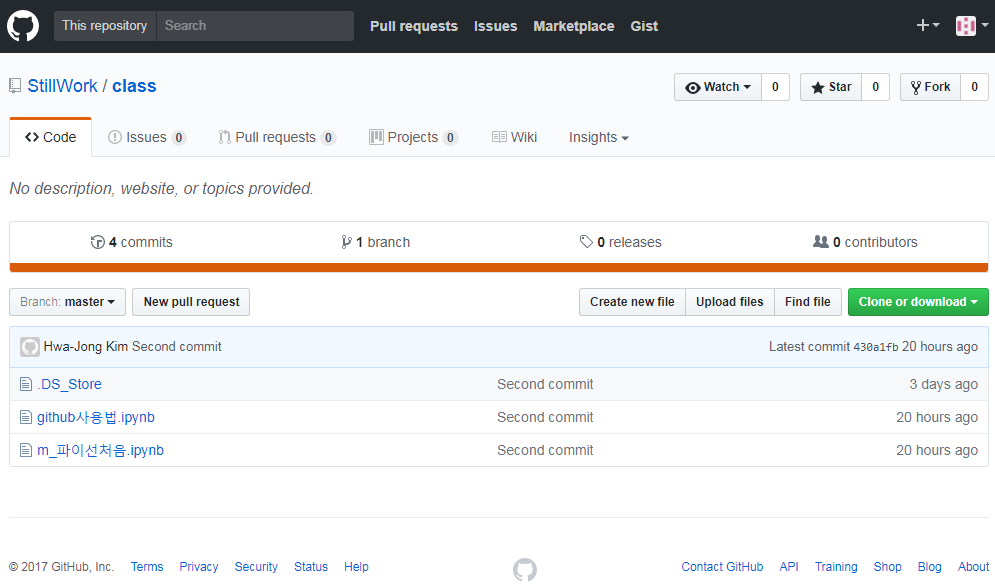 This repository Search Pull requests Issues Marketplace Gist
StillWork / class Watch 0 Star 0 Fork 0
Code Issues 0 Pull requests 0 Projects 0 Wiki Insights
No description, website, or topics provided.
4 commits 1 branch 0 releases 0 contributors
Branch: master New pull request Create new file Upload files Find file Clone or download
Hwa-Jong Kim Second commit Latest commit 430a1fb 20 hours ago
.DS_Store Second commit 3 days ago
github사용법.ipynb Second commit 20 hours ago
m_파이선처음.ipynb Second commit 20 hours ago
© 2017 GitHub, Inc. Terms Privacy Security Status Help Contact GitHub API Training Shop Blog About